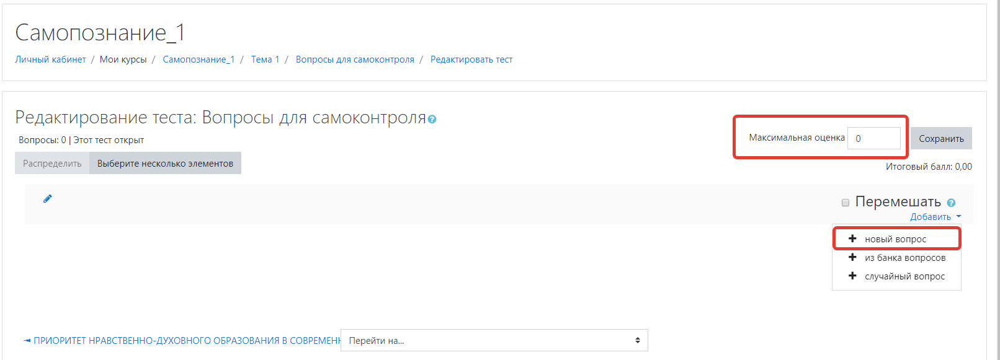 Самопознание_1
Личный кабинет / Мои курсы / Самопознание_1 / Тема 1 / Вопросы для самоконтроля / Редактировать тест
Редактирование теста: Вопросы для самоконтроля
Максимальная оценка 0 Сохранить
Вопросы: 0 | Этот тест открыт
Распределить Выберите несколько элементов
Итоговый балл: 0,00
Перемешать
Добавить
новый вопрос
из банка вопросов
случайный вопрос
◄ ПРИОРИТЕТ НРАВСТВЕННО-ДУХОВНОГО ОБРАЗОВАНИЯ В Перейти на...